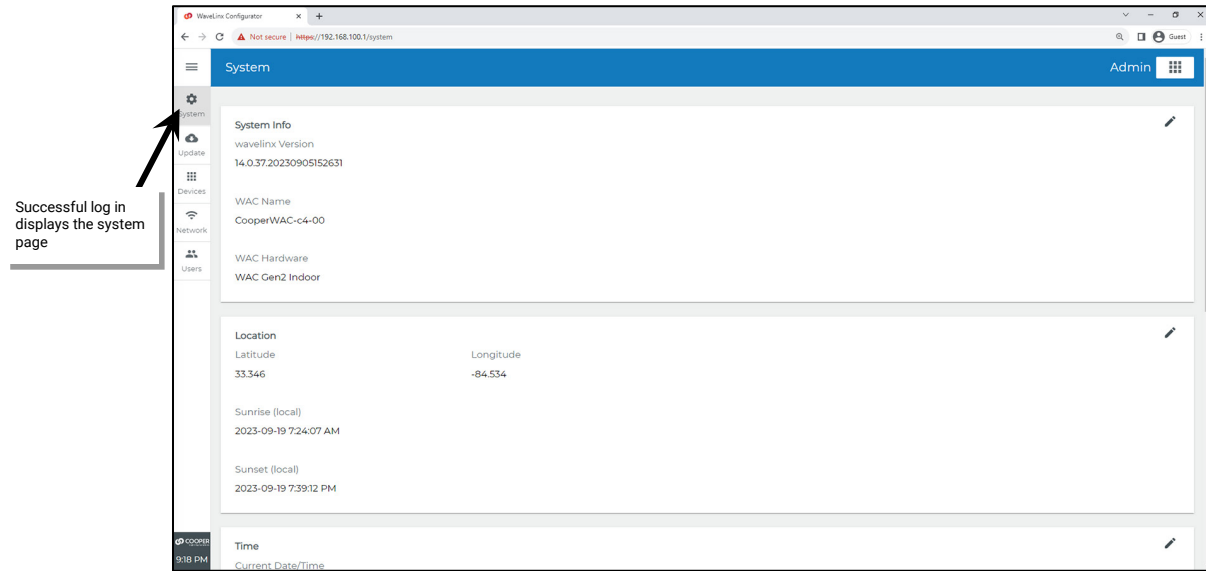 WaveLinx Configurator
Not secure | https://192.168.100.1/system
Guest
System
Admin
System
Update
Devices
Network
Users
Successful log in
displays the system
page
System Info
wavelinx Version
14.0.37.20230905152631
WAC Name
CooperWAC-c4-00
WAC Hardware
WAC Gen2 Indoor
Location
Latitude
Longitude
33.346
-84.534
Sunrise (local)
2023-09-19 7:24:07 AM
Sunset (local)
2023-09-19 7:39:12 PM
Time
Current Date/Time
COOPER
9:18 PM